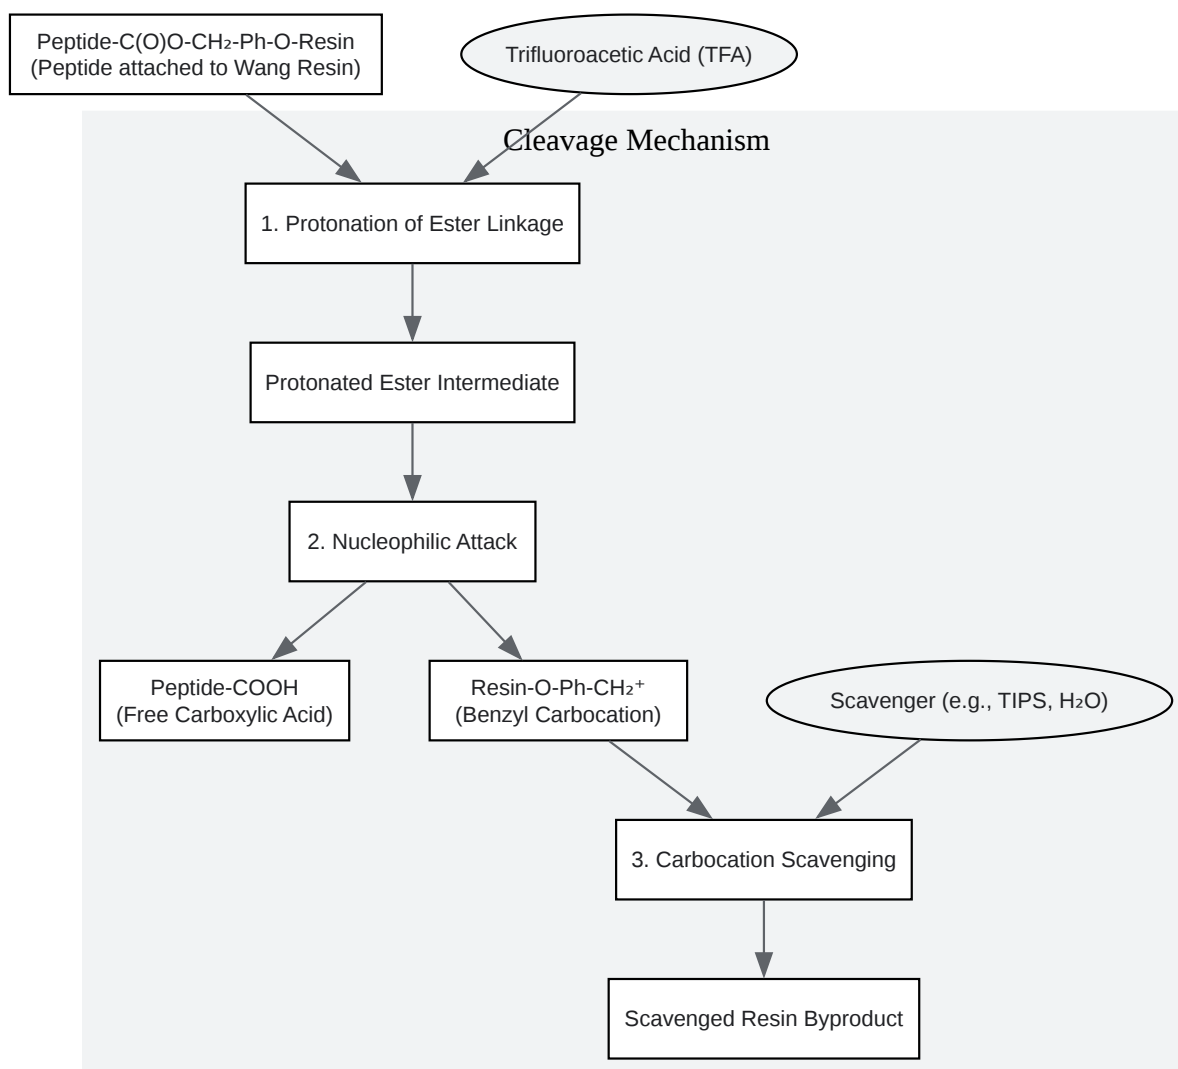 Peptide-C(O)O-CH₂-Ph-O-Resin
(Peptide attached to Wang Resin)
Trifluoroacetic Acid (TFA)
Cleavage Mechanism
1. Protonation of Ester Linkage
Protonated Ester Intermediate
2. Nucleophilic Attack
Peptide-COOH
(Free Carboxylic Acid)
Resin-O-Ph-CH₂⁺
(Benzyl Carbocation)
Scavenger (e.g., TIPS, H₂O)
3. Carbocation Scavenging
Scavenged Resin Byproduct